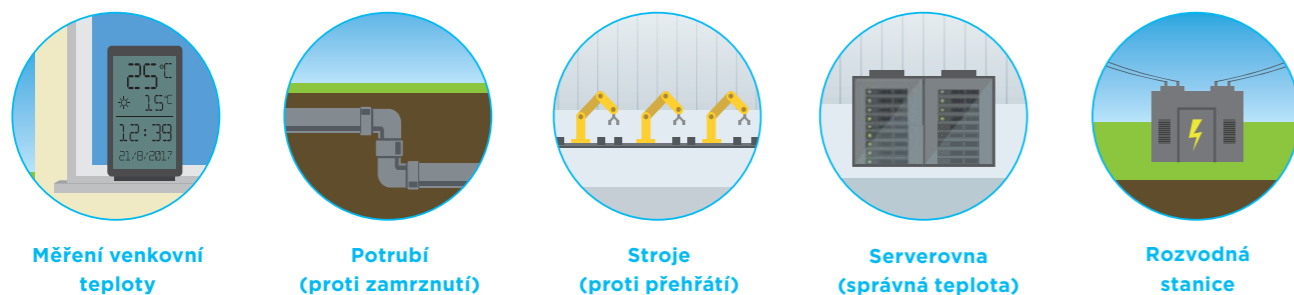 25°C
15°C
12:39
21/8/2017
Měření venkovní
teploty
Potrubí
(proti zamrznutí)
Stroje
(proti přehřátí)
Serverovna
(správná teplota)
Rozvodná
stanice